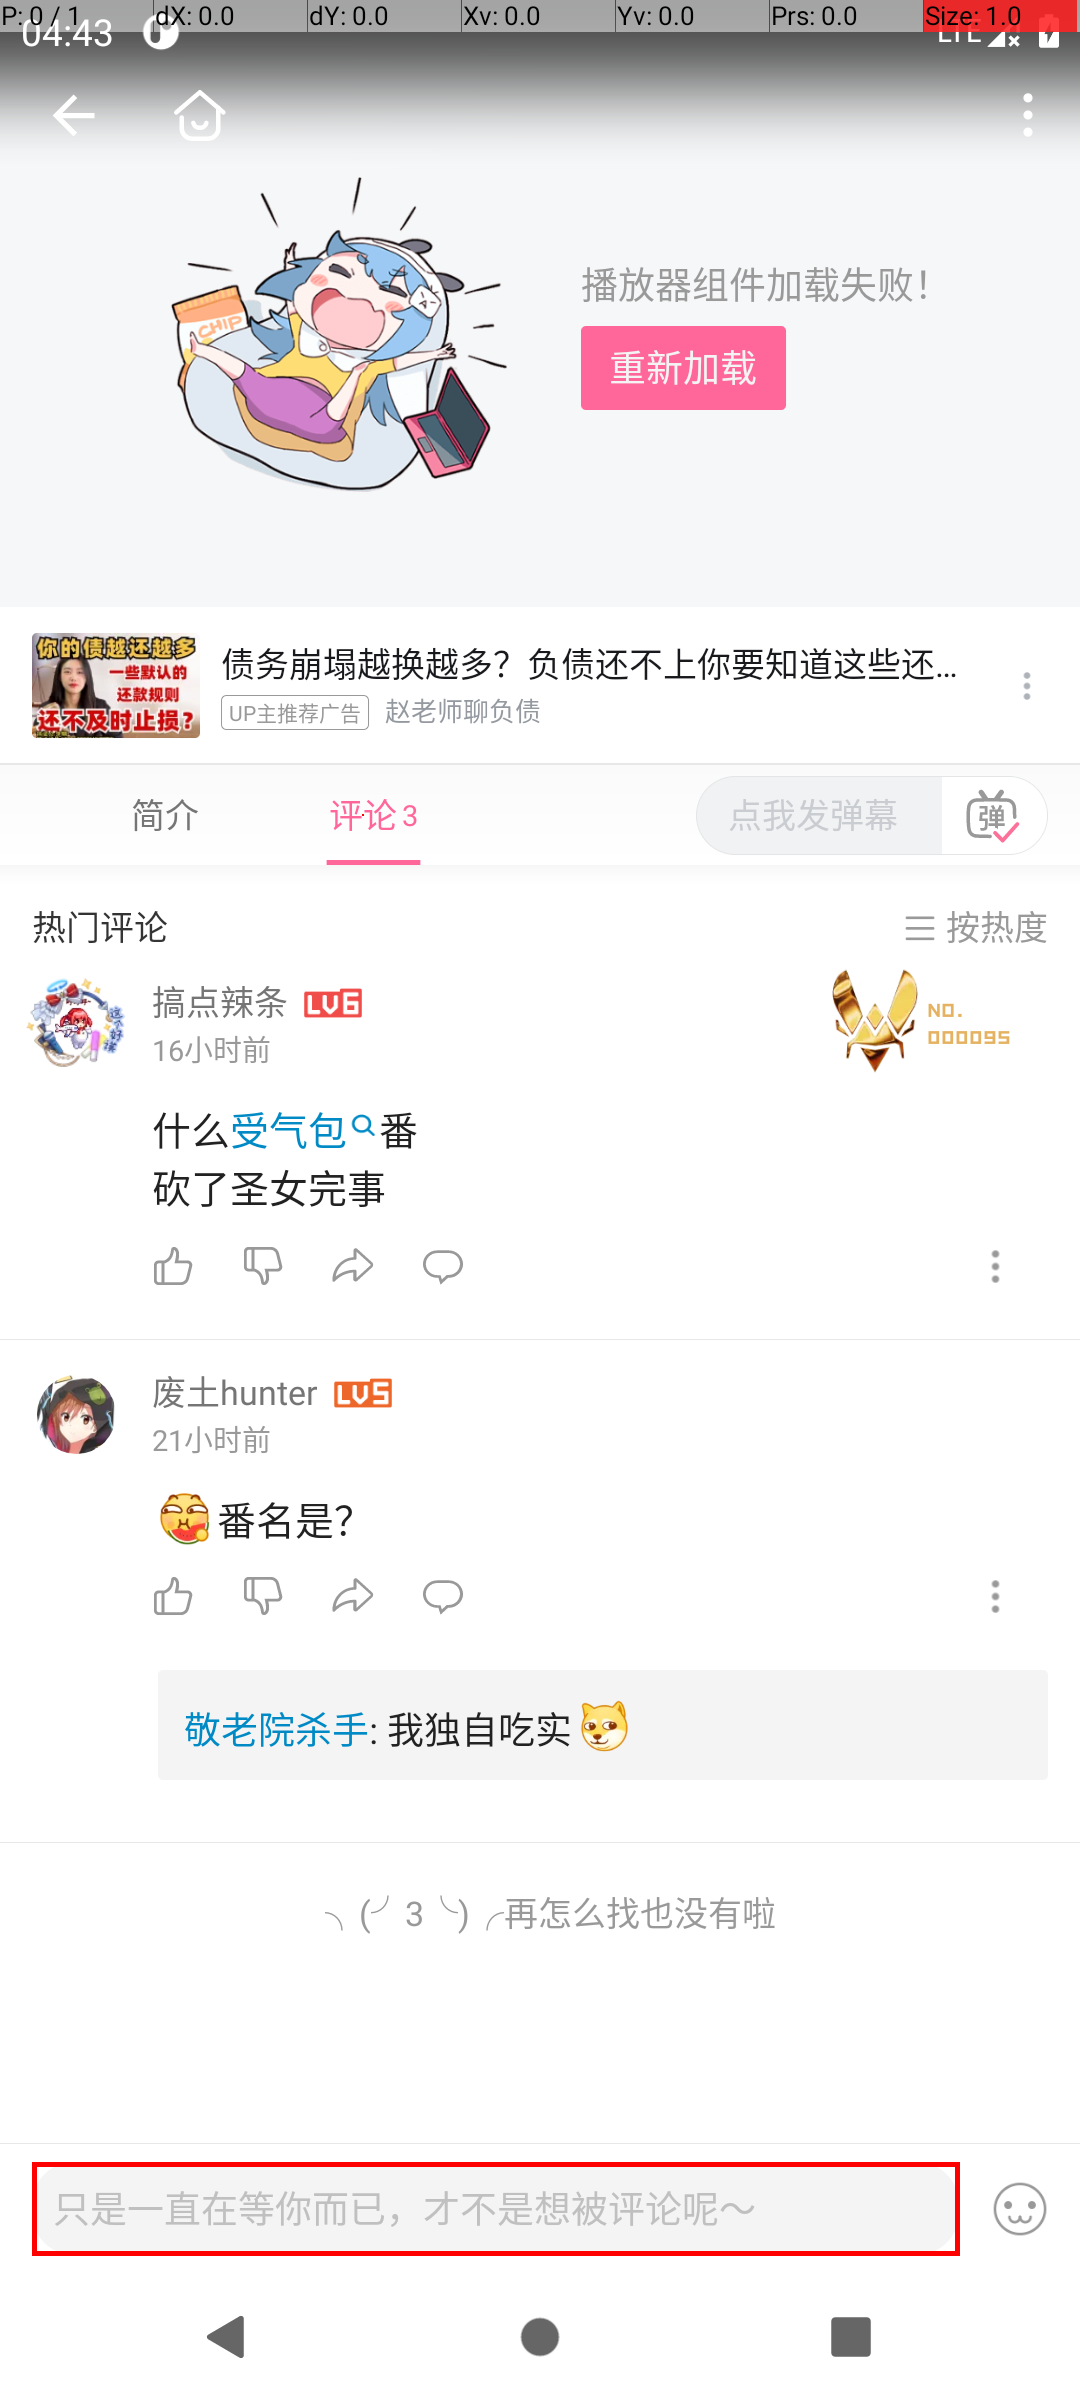 P: 0 / 1
dX: 0.0
dY: 0.0
Xv: 0.0
Yv: 0.0
Prs: 0.0
Size: 1.0
04:43
LTE
CHIP
播放器组件加载失败!
重新加载
你的债越还越多
一些默认的
还款规则
还不及时止损?
债务崩塌越换越多？负债还不上你要知道这些还...
UP主推荐广告 赵老师聊负债
简介
评论 3
点我发弹幕
弹
热门评论
按热度
搞点辣条 LV6
16小时前
NO.
000095
什么受气包番
砍了圣女完事
废土hunter LV5
21小时前
番名是？
敬老院杀手: 我独自吃实
╮(╯3╰)╭再怎么找也没有啦
只是一直在等你而已，才不是想被评论呢～